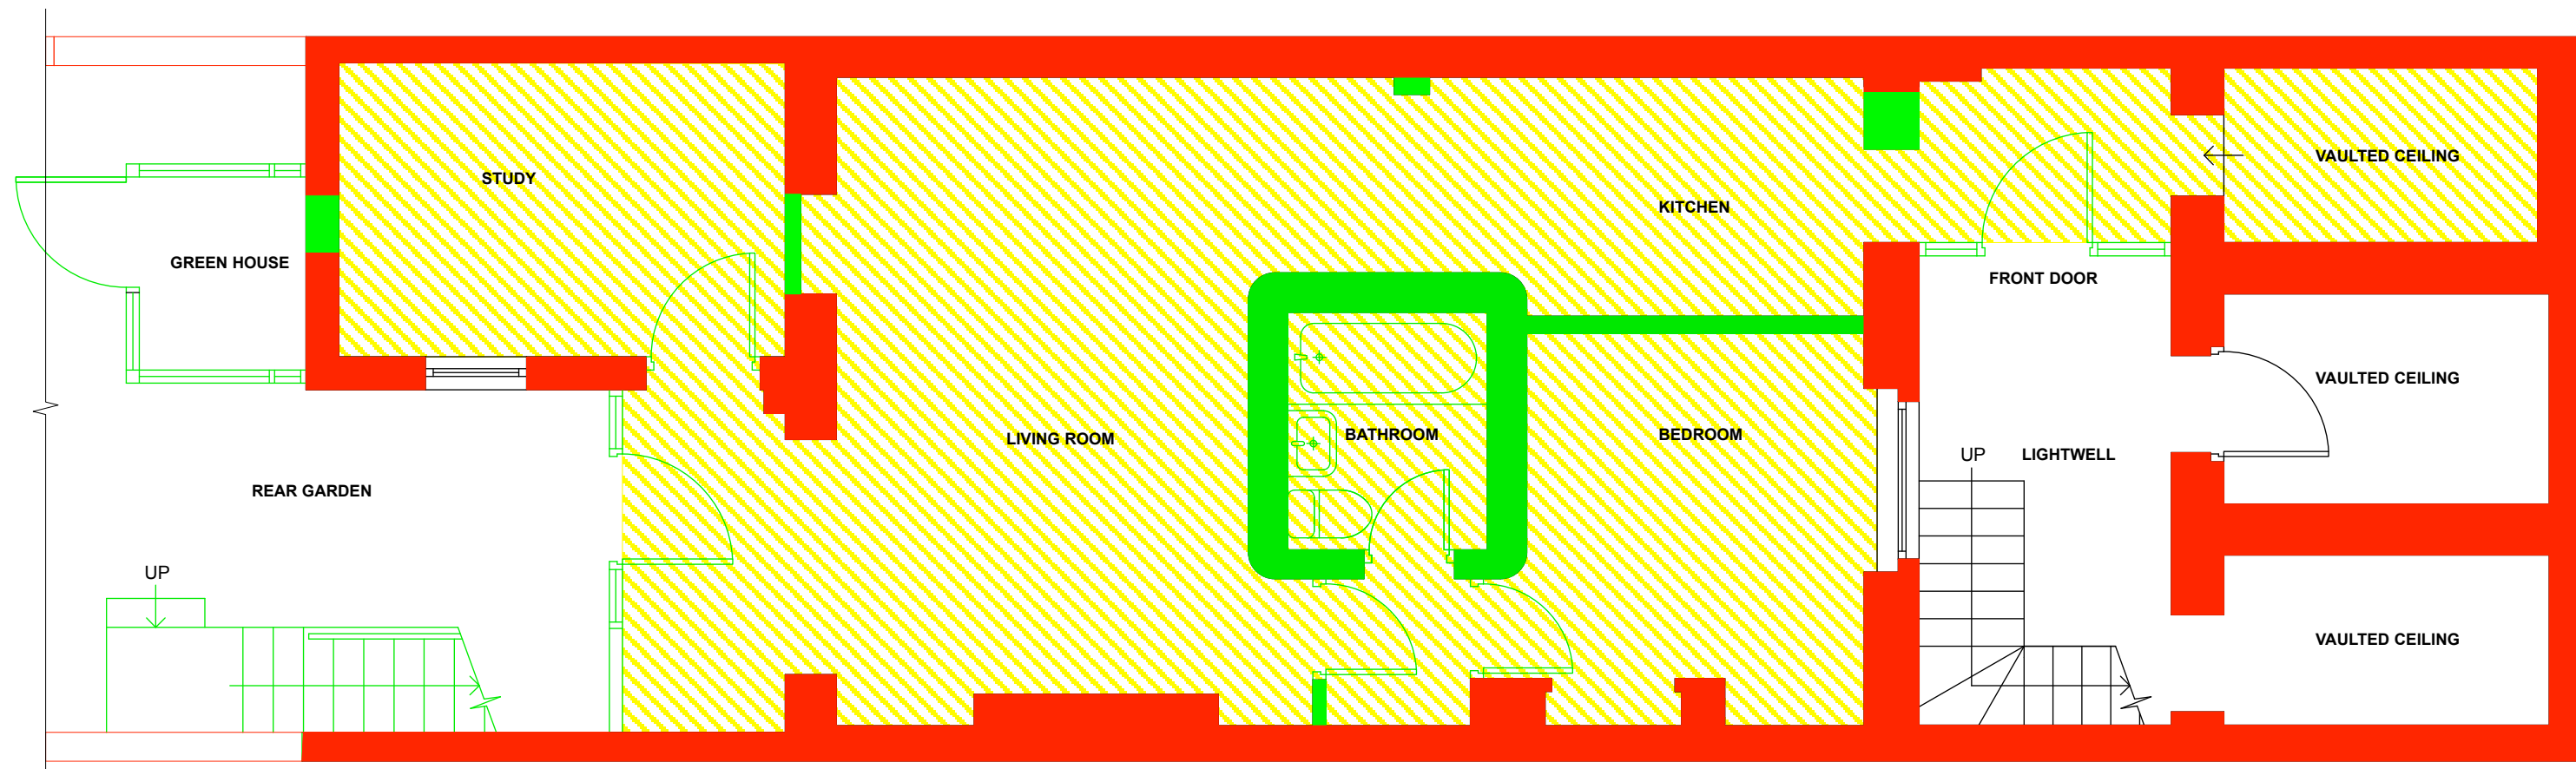 STUDY
VAULTED CEILING
KITCHEN
GREEN HOUSE
FRONT DOOR
VAULTED CEILING
LIVING ROOM
BATHROOM
BEDROOM
UP
LIGHTWELL
REAR GARDEN
UP
VAULTED CEILING